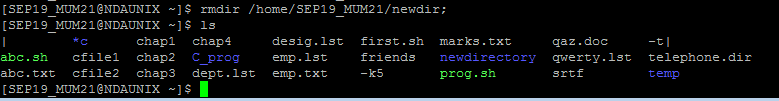 [SEP19_MUM21@NDAUNIX ~]$ rmdir /home/SEP19_MUM21/newdir;
[SEP19_MUM21@NDAUNIX ~]$ ls
| *c chap1 chap4 desig.lst first.sh marks.txt qaz.doc -t|
abc.sh cfile1 chap2 C_prog emp.lst friends newdirectory qwerty.lst telephone.dir
abc.txt cfile2 chap3 dept.lst emp.txt -k5 prog.sh srtf temp
[SEP19_MUM21@NDAUNIX ~]$